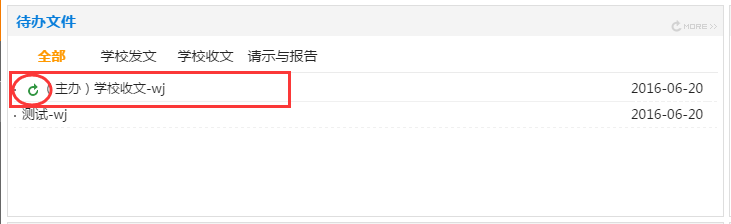 待办文件
MORE >>
全部 学校发文 学校收文 请示与报告
· （主办）学校收文-wj 2016-06-20
· 测试-wj 2016-06-20